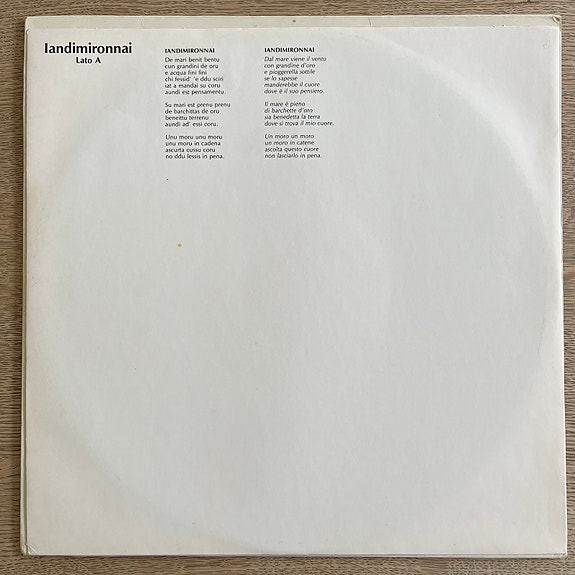 Iandimironnai
Lato A
IANDIMIRONNAI
De mari benit bentu
cun grandini de oru
e acqua fini fini
chi fessid' 'e ddu sciri
iat a mandai su coru
aundi est pensamentu.
Su mari est prenu prenu
de barchittas de oru
beneittu terrenu
aundi ad' essi coru.
Unu moru unu moru
unu moru in cadena
ascurta cussu coru
no ddu lessis in pena.
IANDIMIRONNAI
Dal mare viene il vento
con grandine d'oro
e pioggerella sottile
se lo sapesse
manderebbe il cuore
dove è il suo pensiero.
Il mare è pieno
di barchette d'oro
sia benedetta la terra
dove si trova il mio cuore.
Un moro un moro
un moro in catene
ascolta questo cuore
non lasciarlo in pena.